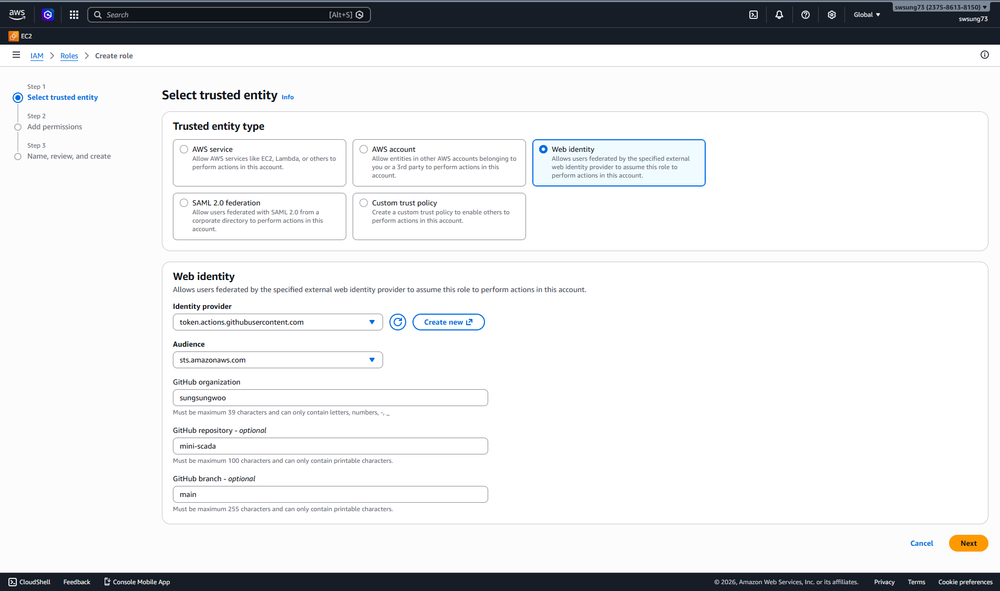 aws
Search
[Alt+S]
Global
swsung73 (2375-8613-8150)
swsung73
EC2
IAM > Roles > Create role
Step 1
Select trusted entity
Step 2
Add permissions
Step 3
Name, review, and create
Select trusted entity Info
Trusted entity type
AWS service
Allow AWS services like EC2, Lambda, or others to
perform actions in this account.
AWS account
Allow entities in other AWS accounts belonging to
you or a 3rd party to perform actions in this
account.
Web identity
Allows users federated by the specified external
web identity provider to assume this role to
perform actions in this account.
SAML 2.0 federation
Allow users federated with SAML 2.0 from a
corporate directory to perform actions in this
account.
Custom trust policy
Create a custom trust policy to enable others to
perform actions in this account.
Web identity
Allows users federated by the specified external web identity provider to assume this role to perform actions in this account.
Identity provider
token.actions.githubusercontent.com
Create new
Audience
sts.amazonaws.com
GitHub organization
sungsungwoo
Must be maximum 39 characters and can only contain letters, numbers, -, _
GitHub repository - optional
mini-scada
Must be maximum 100 characters and can only contain printable characters.
GitHub branch - optional
main
Must be maximum 255 characters and can only contain printable characters.
Cancel
Next
CloudShell
Feedback
Console Mobile App
© 2026, Amazon Web Services, Inc. or its affiliates.
Privacy
Terms
Cookie preferences